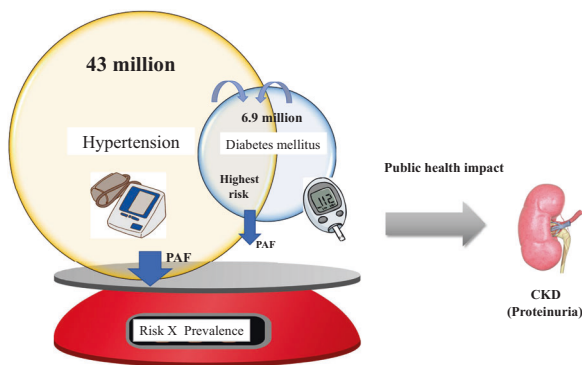 43 million
6.9 million
Hypertension
Diabetes mellitus
Highest
risk
112
PAF
PAF
Risk X Prevalence
Public health impact
CKD
(Proteinuria)